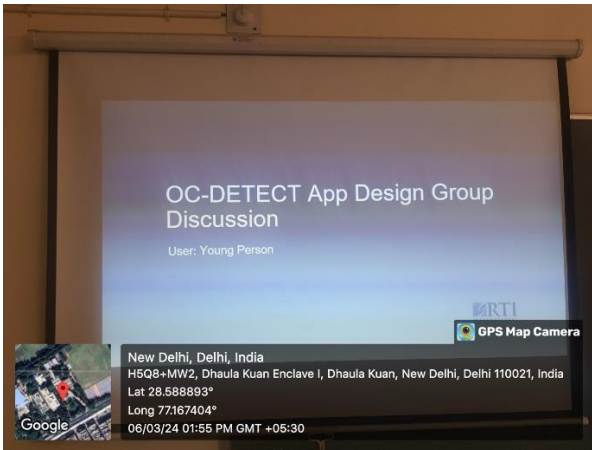 OC-DETECT App Design Group
Discussion
User: Young Person
RTI
GPS Map Camera
New Delhi, Delhi, India
H5Q8+MW2, Dhaula Kuan Enclave I, Dhaula Kuan, New Delhi, Delhi 110021, India
Lat 28.588893°
Long 77.167404°
06/03/24 01:55 PM GMT +05:30
Google